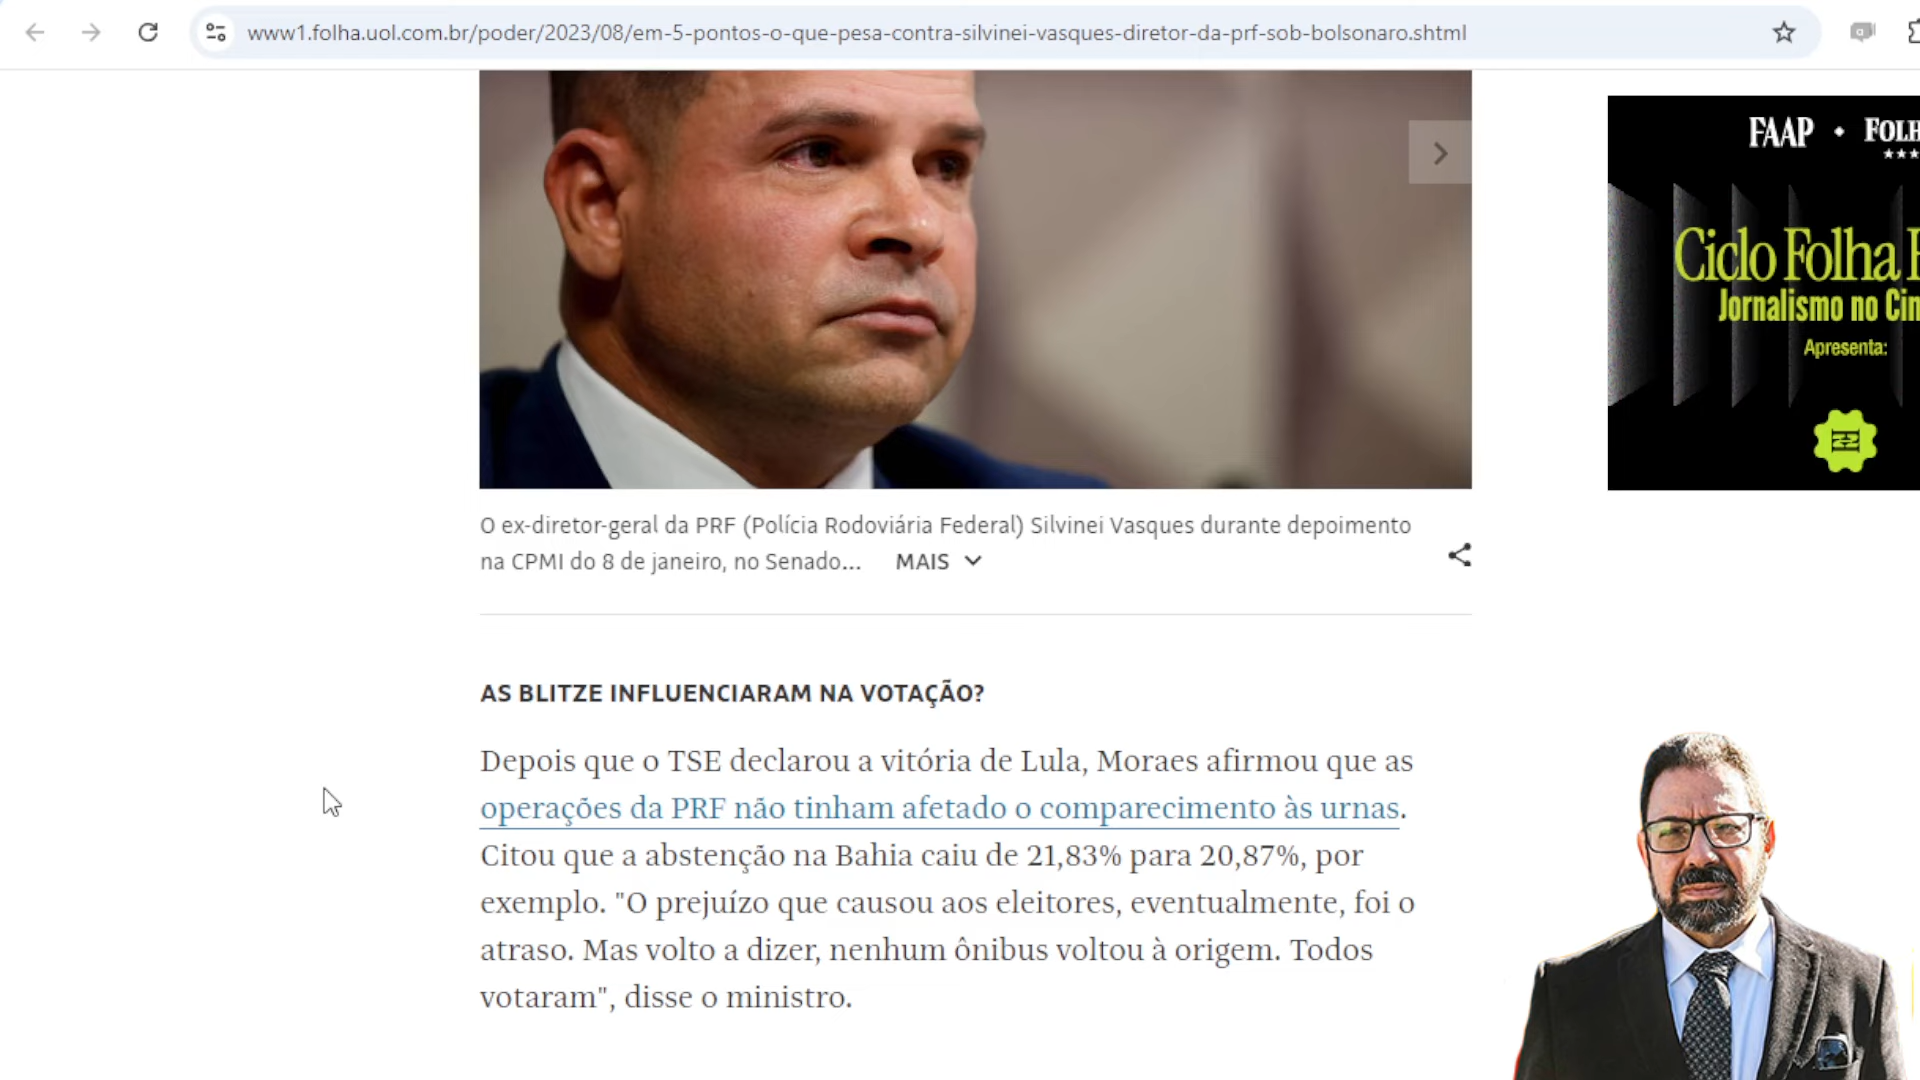 www1.folha.uol.com.br/poder/2023/08/em-5-pontos-o-que-pesa-contra-silvinei-vasques-diretor-da-prf-sob-bolsonaro.shtml
FAAP • FOLH
Ciclo Folha F
Jornalismo no Cin
Apresenta:
O ex-diretor-geral da PRF (Polícia Rodoviária Federal) Silvinei Vasques durante depoimento
na CPMI do 8 de janeiro, no Senado... MAIS
AS BLITZE INFLUENCIARAM NA VOTAÇÃO?
Depois que o TSE declarou a vitória de Lula, Moraes afirmou que as
operações da PRF não tinham afetado o comparecimento às urnas.
Citou que a abstenção na Bahia caiu de 21,83% para 20,87%, por
exemplo. "O prejuízo que causou aos eleitores, eventualmente, foi o
atraso. Mas volto a dizer, nenhum ônibus voltou à origem. Todos
votaram", disse o ministro.